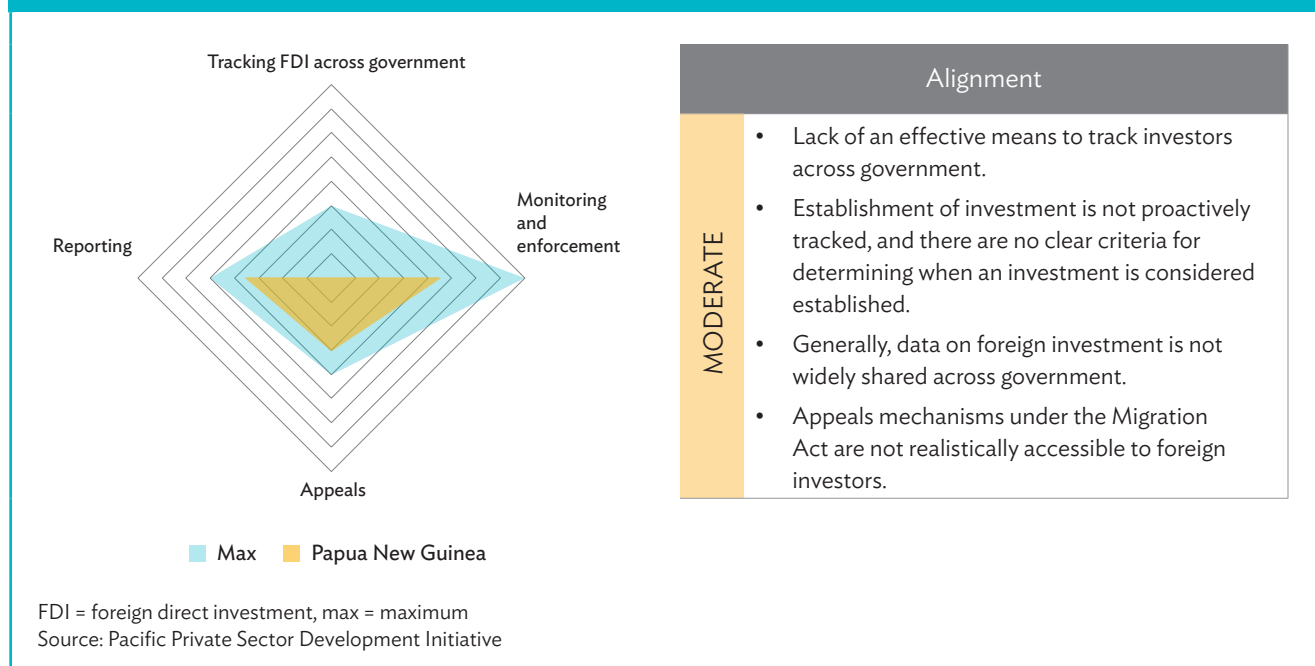 Tracking FDI across government
Monitoring
and
enforcement
Reporting
Appeals
Max
Papua New Guinea
FDI = foreign direct investment, max = maximum
Source: Pacific Private Sector Development Initiative
Alignment
MODERATE
• Lack of an effective means to track investors
across government.
• Establishment of investment is not proactively
tracked, and there are no clear criteria for
determining when an investment is considered
established.
• Generally, data on foreign investment is not
widely shared across government.
• Appeals mechanisms under the Migration
Act are not realistically accessible to foreign
investors.